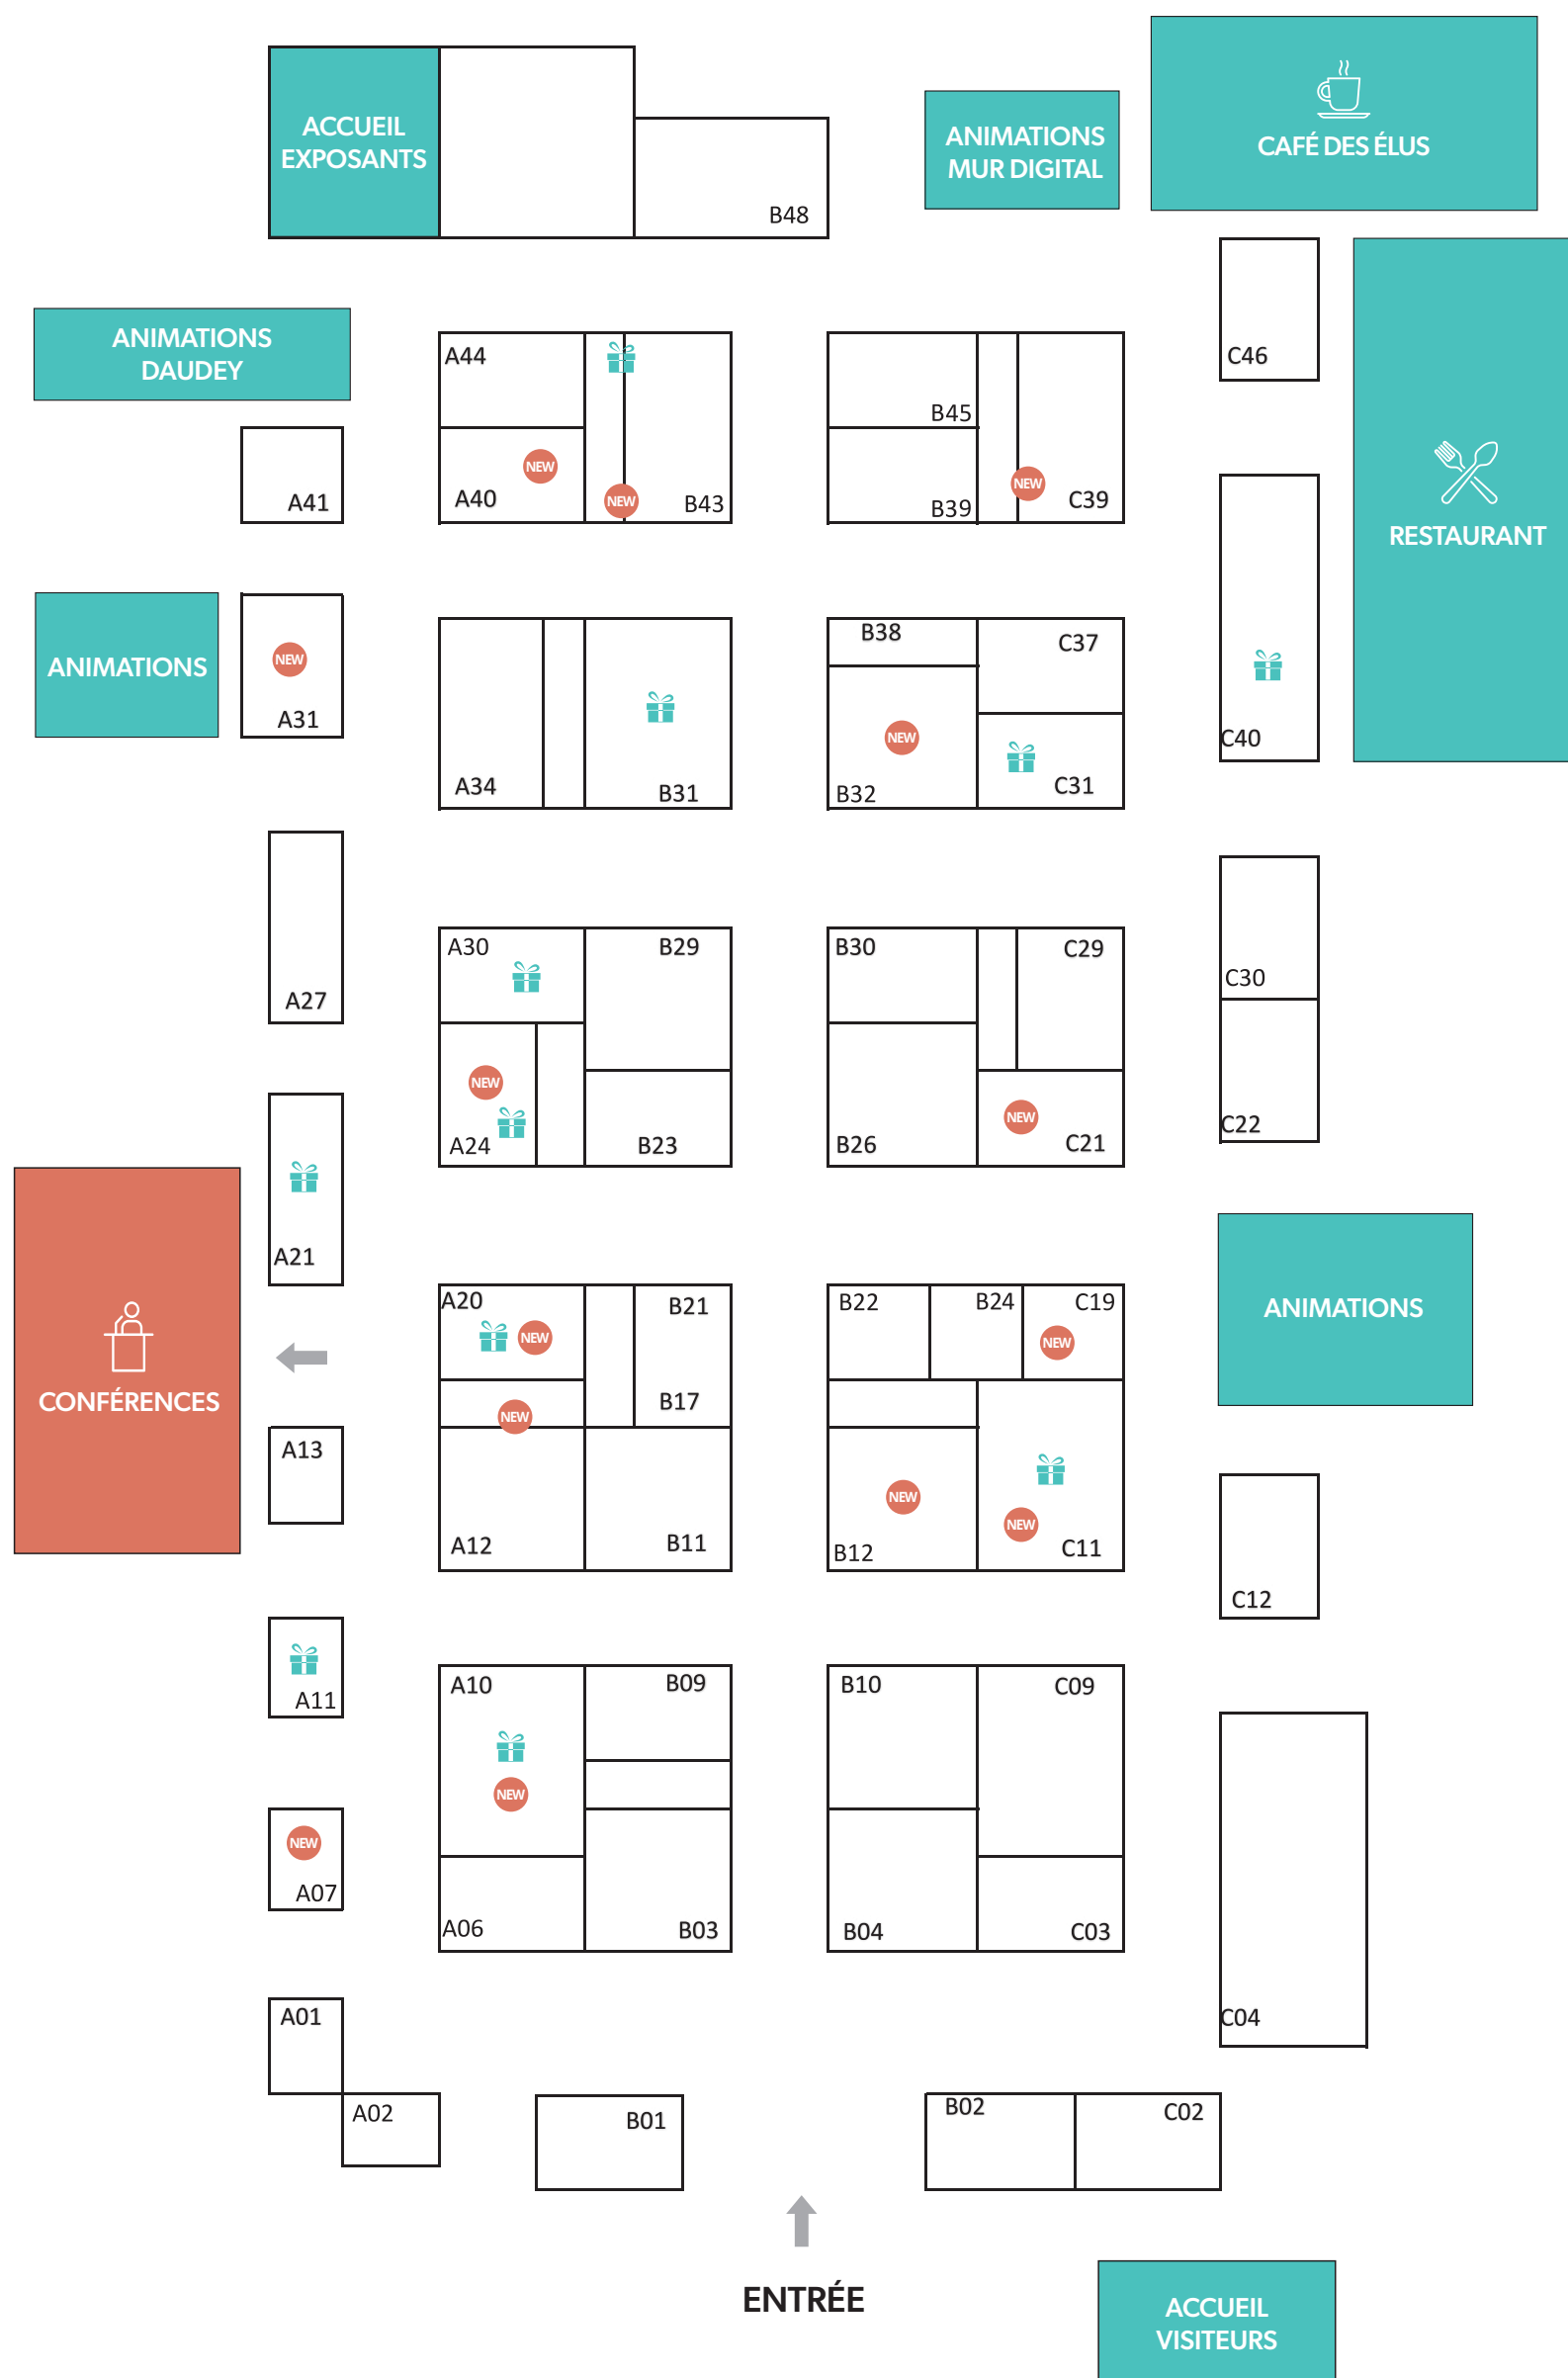 CAFÉ DES ÉLUS
ACCUEIL
EXPOSANTS
ANIMATIONS
MUR DIGITAL
B48
ANIMATIONS
DAUDEY
A44
C46
B45
A41
A40
NEW
NEW
B43
B39
NEW
C39
RESTAURANT
ANIMATIONS
NEW
A31
B38
C37
NEW
C40
A34
B31
B32
C31
A30
B29
B30
C29
C30
A27
NEW
A24
B23
B26
NEW
C21
C22
A21
CONFÉRENCES
A20
NEW
B21
B22
B24
C19
NEW
ANIMATIONS
NEW
B17
A13
NEW
NEW
A12
B11
B12
C11
C12
A11
A10
B09
B10
C09
NEW
NEW
A07
A06
B03
B04
C03
A01
C04
A02
B01
B02
C02
ENTRÉE
ACCUEIL
VISITEURS